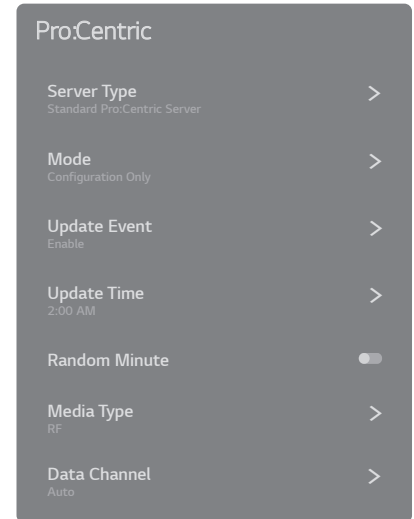 Pro:Centric
Server Type
Standard Pro:Centric Server
Mode
Configuration Only
Update Event
Enable
Update Time
2:00 AM
Random Minute
Media Type
RF
Data Channel
Auto